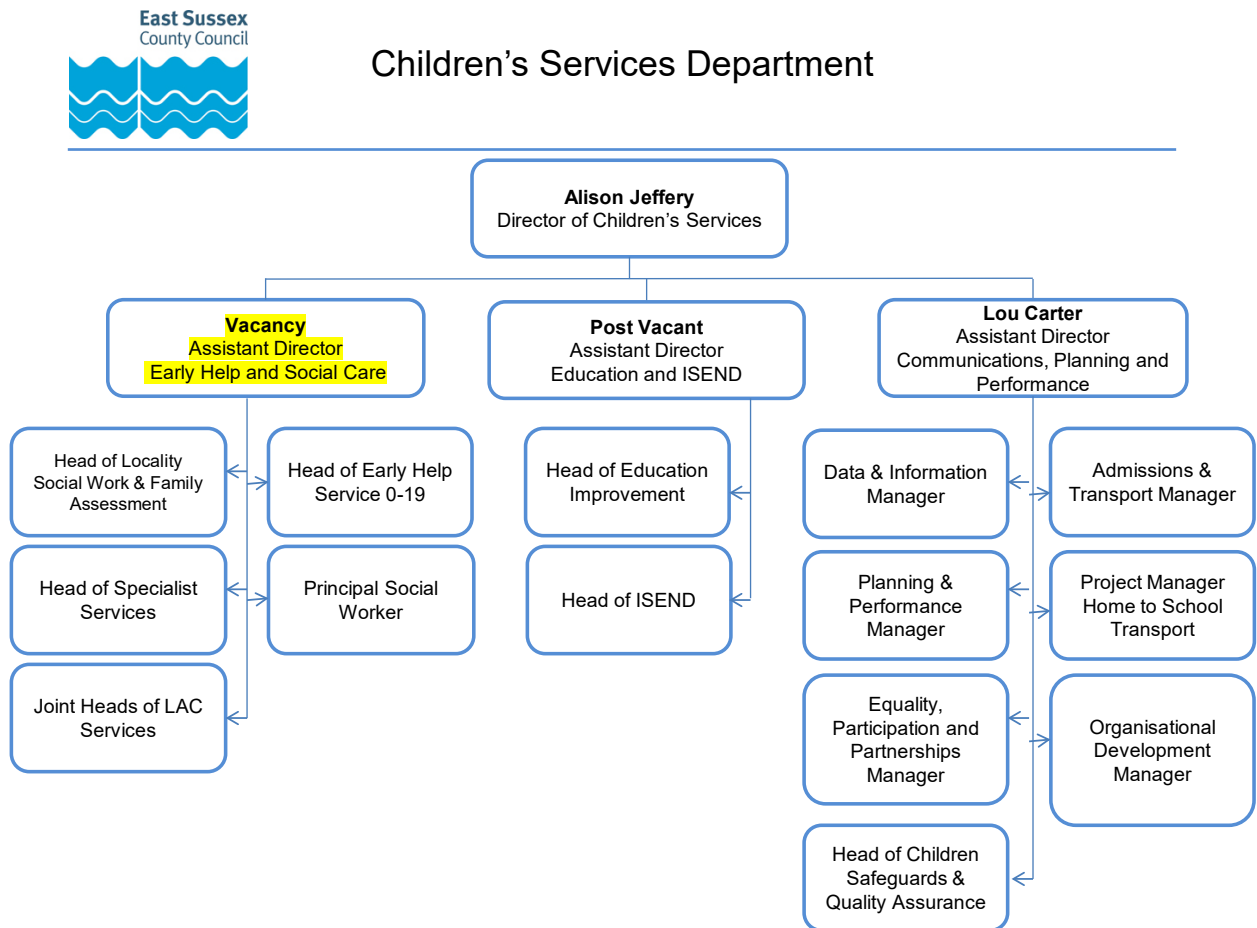 East Sussex
County Council
Children’s Services Department
Alison Jeffery
Director of Children’s Services
Vacancy
Assistant Director
Early Help and Social Care
Post Vacant
Assistant Director
Education and ISEND
Lou Carter
Assistant Director
Communications, Planning and
Performance
Head of Locality
Social Work & Family
Assessment
Head of Early Help
Service 0-19
Head of Specialist
Services
Principal Social
Worker
Joint Heads of LAC
Services
Head of Education
Improvement
Head of ISEND
Data & Information
Manager
Admissions &
Transport Manager
Planning &
Performance
Manager
Project Manager
Home to School
Transport
Equality,
Participation and
Partnerships
Manager
Organisational
Development
Manager
Head of Children
Safeguards &
Quality Assurance